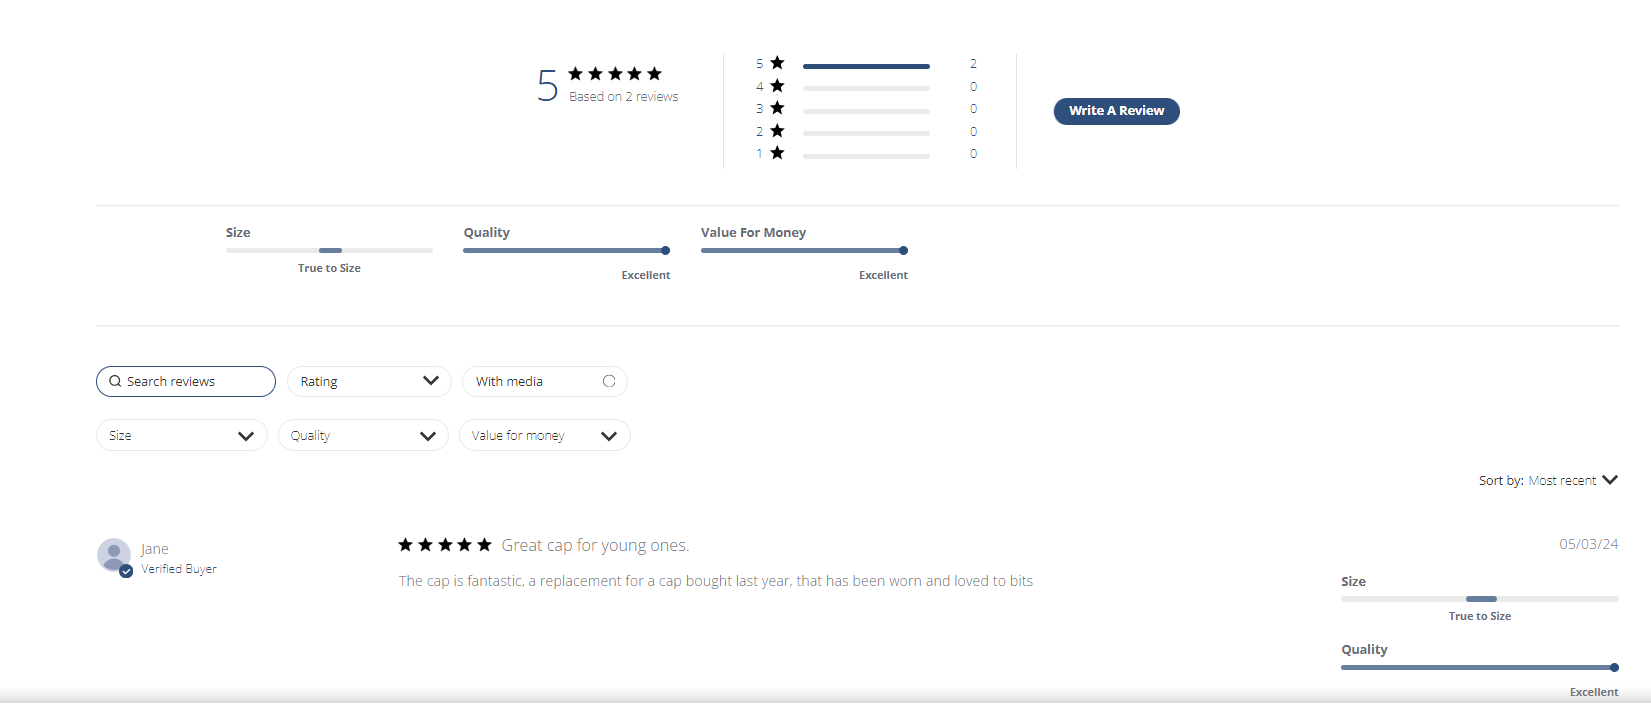 5
Based on 2 reviews
5 2
4 0
3 0
2 0
1 0
Write A Review
Size
True to Size
Quality
Excellent
Value For Money
Excellent
Search reviews
Rating
With media
Size
Quality
Value for money
Sort by: Most recent
Jane
Verified Buyer
Great cap for young ones.
The cap is fantastic, a replacement for a cap bought last year, that has been worn and loved to bits
05/03/24
Size
True to Size
Quality
Excellent